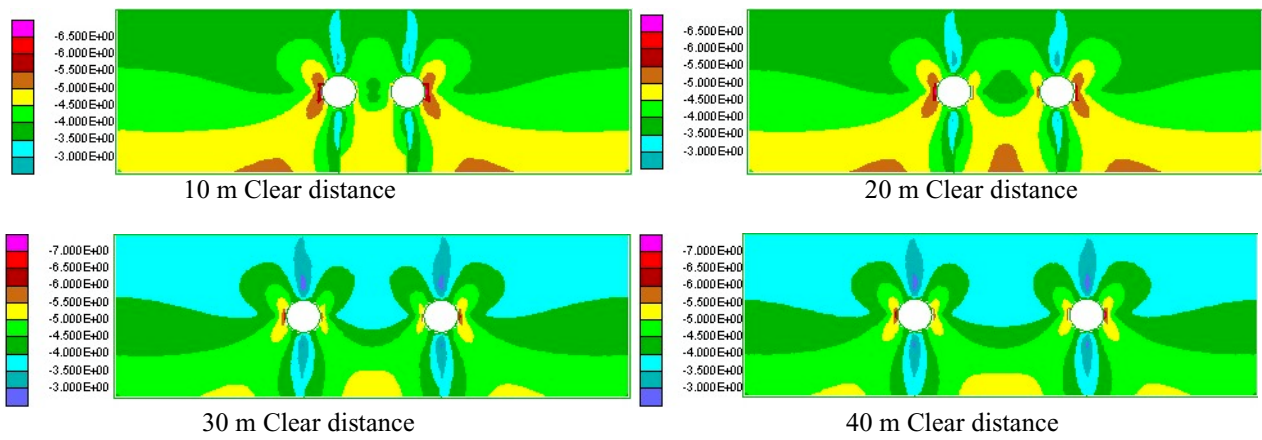 -6.500E+00
-6.000E+00
-5.500E+00
-5.000E+00
-4.500E+00
-4.000E+00
-3.500E+00
-3.000E+00
10 m Clear distance
-6.500E+00
-6.000E+00
-5.500E+00
-5.000E+00
-4.500E+00
-4.000E+00
-3.500E+00
-3.000E+00
20 m Clear distance
-7.000E+00
-6.500E+00
-6.000E+00
-5.500E+00
-5.000E+00
-4.500E+00
-4.000E+00
-3.500E+00
-3.000E+00
30 m Clear distance
-7.000E+00
-6.500E+00
-6.000E+00
-5.500E+00
-5.000E+00
-4.500E+00
-4.000E+00
-3.500E+00
-3.000E+00
40 m Clear distance